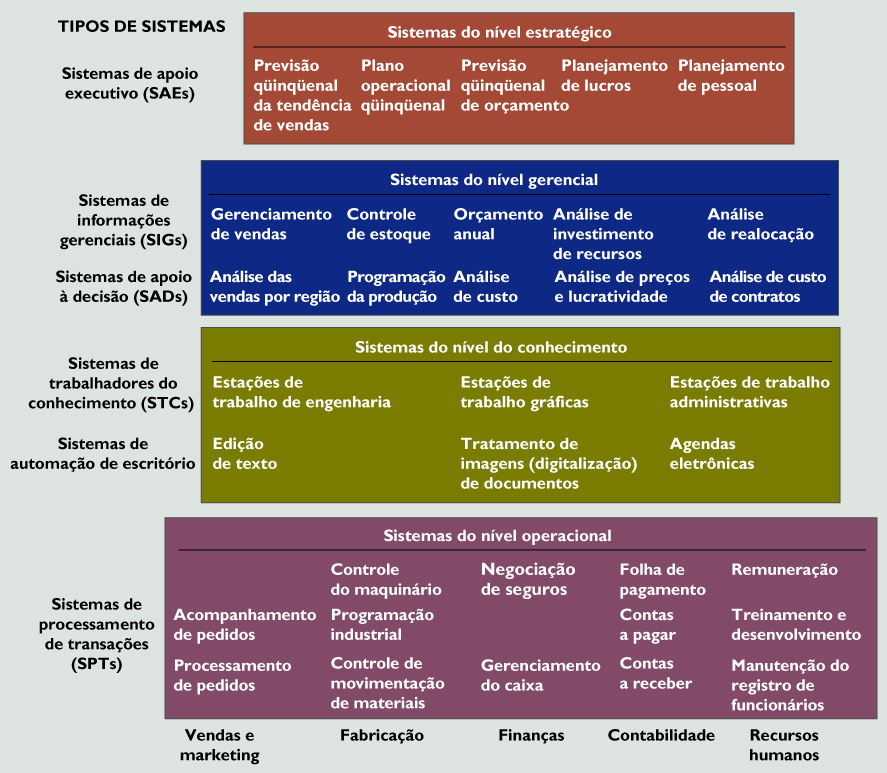 TIPOS DE SISTEMAS
Sistemas de apoio
executivo (SAEs)
Sistemas do nível estratégico
Previsão
qüinqüenal
da tendência
de vendas
Plano
operacional
qüinqüenal
Previsão
qüinqüenal
de orçamento
Planejamento
de lucros
Planejamento
de pessoal
Sistemas de
informações
gerenciais (SIGs)
Sistemas do nível gerencial
Gerenciamento
de vendas
Controle
de estoque
Orçamento
anual
Análise de
investimento
de recursos
Análise
de realocação
Sistemas de apoio
à decisão (SADs)
Análise das
vendas por região
Programação
da produção
Análise
de custo
Análise de preços
e lucratividade
Análise de custo
de contratos
Sistemas de
trabalhadores do
conhecimento (STCs)
Sistemas do nível do conhecimento
Estações de
trabalho de engenharia
Estações de
trabalho gráficas
Estações de trabalho
administrativas
Sistemas de
automação de escritório
Edição
de texto
Tratamento de
imagens (digitalização)
de documentos
Agendas
eletrônicas
Sistemas de
processamento
de transações
(SPTs)
Sistemas de nível operacional
Controle
do maquinário
Negociação
de seguros
Folha de
pagamento
Remuneração
Acompanhamento
de pedidos
Programação
industrial
Contas
a pagar
Treinamento e
desenvolvimento
Processamento
de pedidos
Controle de
movimentação
de materiais
Gerenciamento
do caixa
Contas
a receber
Manutenção do
registro de
funcionários
Vendas e
marketing
Fabricação
Finanças
Contabilidade
Recursos
humanos